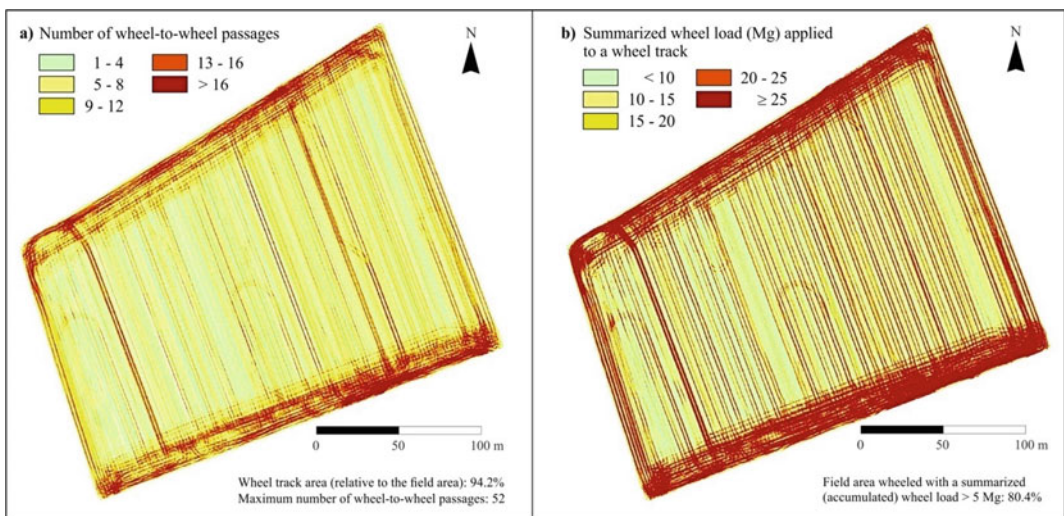 a) Number of wheel-to-wheel passages
1 - 4
13 - 16
5 - 8
> 16
9 - 12
N
0
50
100 m
Wheel track area (relative to the field area): 94.2%
Maximum number of wheel-to-wheel passages: 52
b) Summarized wheel load (Mg) applied
to a wheel track
< 10
20 - 25
10 - 15
≥ 25
15 - 20
N
0
50
100 m
Field area wheeled with a summarized
(accumulated) wheel load > 5 Mg: 80.4%